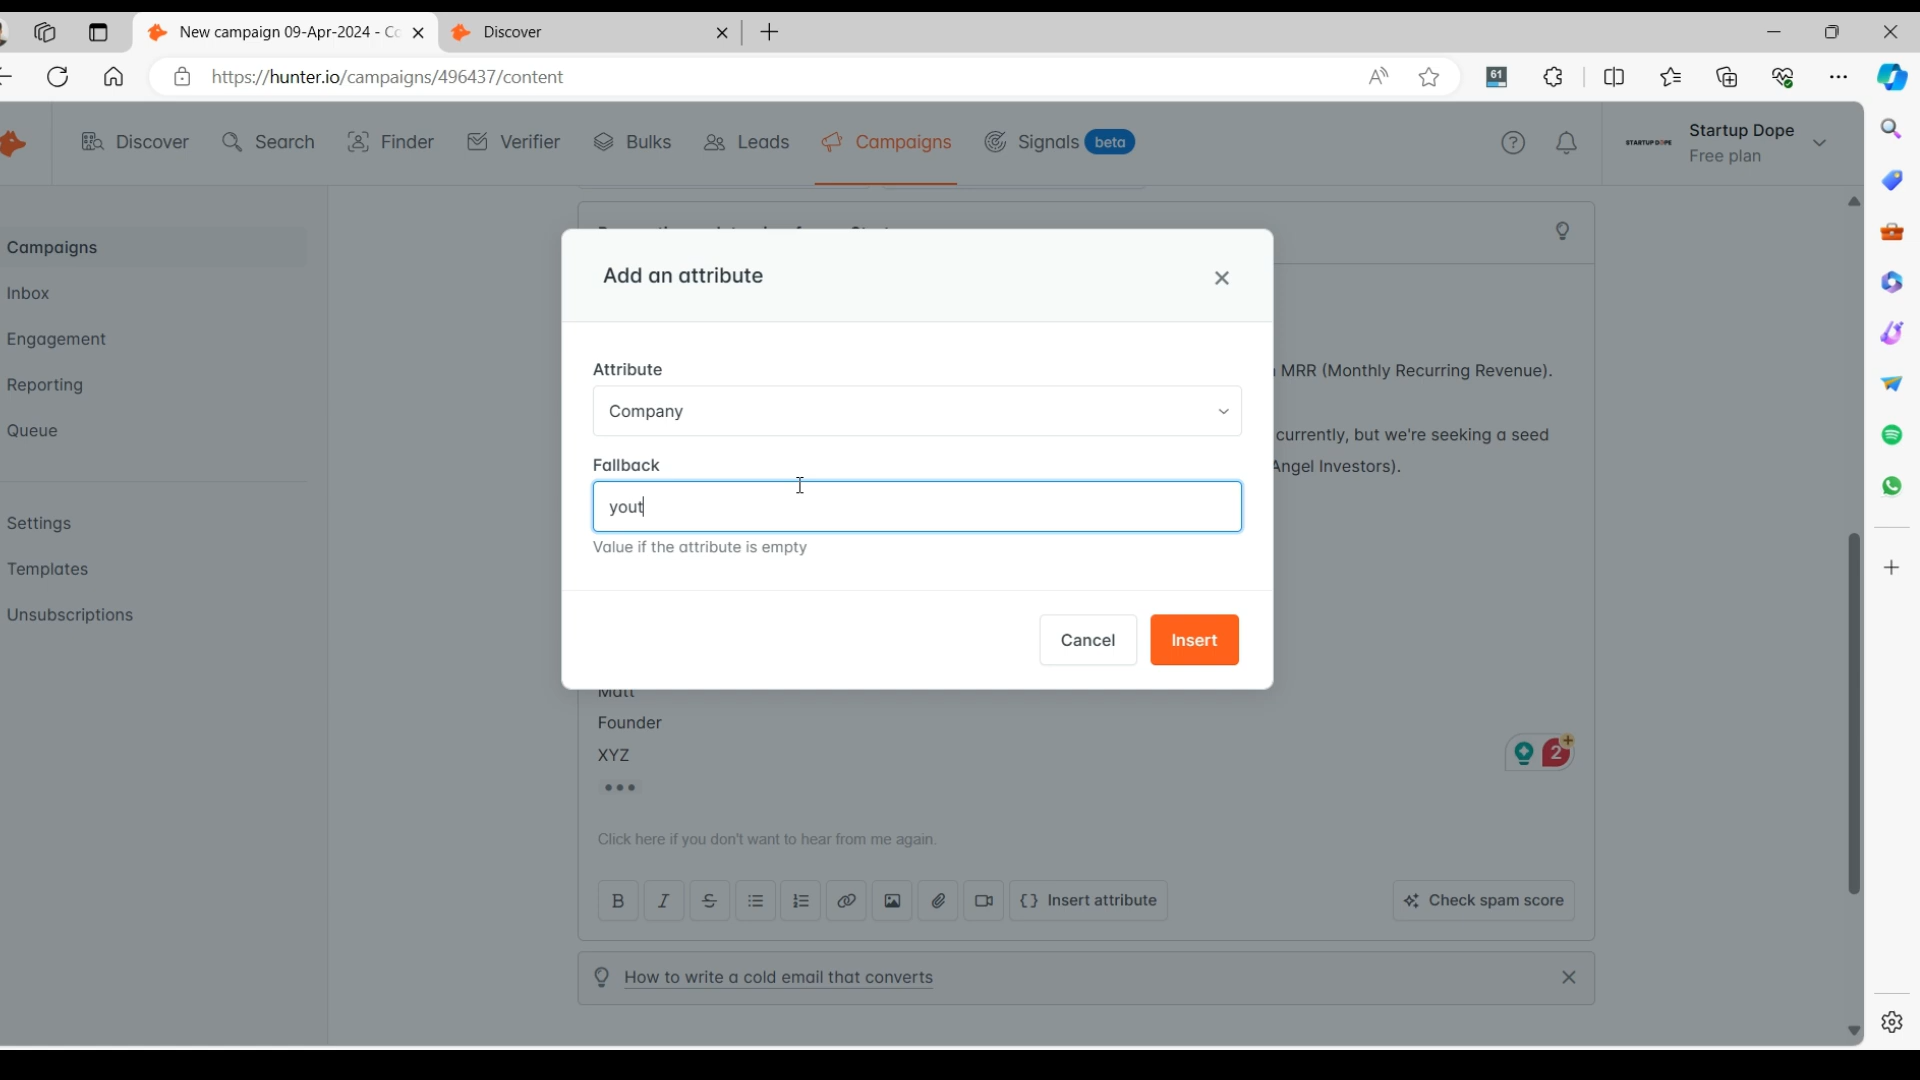 New campaign 09-Apr-2024 - Co
Discover
https://hunter.io/campaigns/496437/content
61
Discover
Search
Finder
Verifier
Bulks
Leads
Campaigns
Signals beta
STARTUP DOPE
Startup Dope
Free plan
Campaigns
Inbox
Engagement
Reporting
Queue
Settings
Templates
Unsubscriptions
Add an attribute
Attribute
Company
Fallback
yout
Value if the attribute is empty
Cancel
Insert
MRR (Monthly Recurring Revenue).
currently, but we're seeking a seed
Angel Investors).
Matt
Founder
XYZ
2
Click here if you don't want to hear from me again.
B I S
{} Insert attribute
Check spam score
How to write a cold email that converts